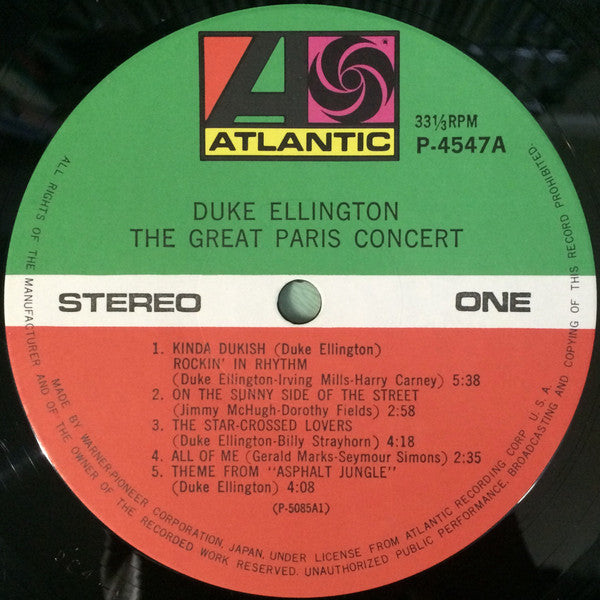 ATLANTIC
33⅓RPM
P-4547A
DUKE ELLINGTON
THE GREAT PARIS CONCERT
STEREO
ONE
1. KINDA DUKISH (Duke Ellington)
ROCKIN' IN RHYTHM
(Duke Ellington-Irving Mills-Harry Carney) 5:38
2. ON THE SUNNY SIDE OF THE STREET
(Jimmy McHugh-Dorothy Fields) 2:58
3. THE STAR-CROSSED LOVERS
(Duke Ellington-Billy Strayhorn) 4:18
4. ALL OF ME (Gerald Marks-Seymour Simons) 2:35
5. THEME FROM "ASPHALT JUNGLE"
(Duke Ellington) 4:08
(P-5085A1)
MADE BY WARNER-PIONEER CORPORATION, JAPAN, UNDER LICENSE FROM ATLANTIC RECORDING CORP. U.S.A.
ALL RIGHTS OF THE MANUFACTURER AND OF THE OWNER OF THE RECORDED WORK RESERVED. UNAUTHORIZED PUBLIC PERFORMANCE, BROADCASTING AND COPYING OF THIS RECORD PROHIBITED.